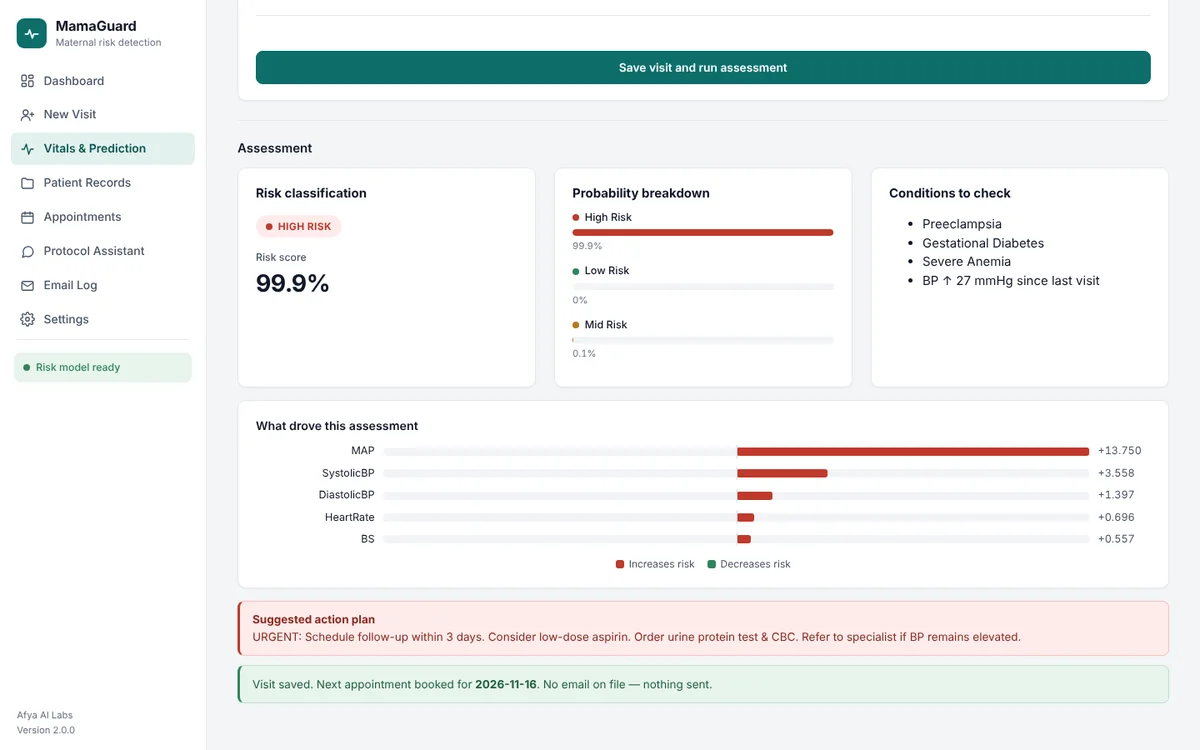 MamaGuard
Maternal risk detection
Dashboard
New Visit
Vitals & Prediction
Patient Records
Appointments
Protocol Assistant
Email Log
Settings
Risk model ready
Afya AI Labs
Version 2.0.0
Save visit and run assessment
Assessment
Risk classification
HIGH RISK
Risk score
99.9%
Probability breakdown
High Risk
99.9%
Low Risk
0%
Mid Risk
0.1%
Conditions to check
• Preeclampsia
• Gestational Diabetes
• Severe Anemia
• BP ↑ 27 mmHg since last visit
What drove this assessment
MAP +13.750
SystolicBP +3.558
DiastolicBP +1.397
HeartRate +0.696
BS +0.557
Increases risk Decreases risk
Suggested action plan
URGENT: Schedule follow-up within 3 days. Consider low-dose aspirin. Order urine protein test & CBC. Refer to specialist if BP remains elevated.
Visit saved. Next appointment booked for 2026-11-16. No email on file — nothing sent.